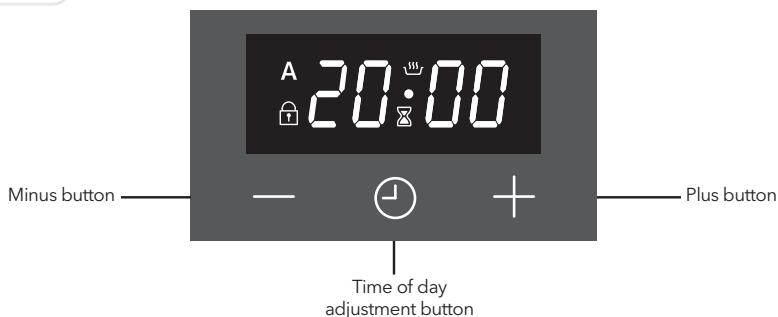 A
20:00
Minus button
Plus button
Time of day
adjustment button